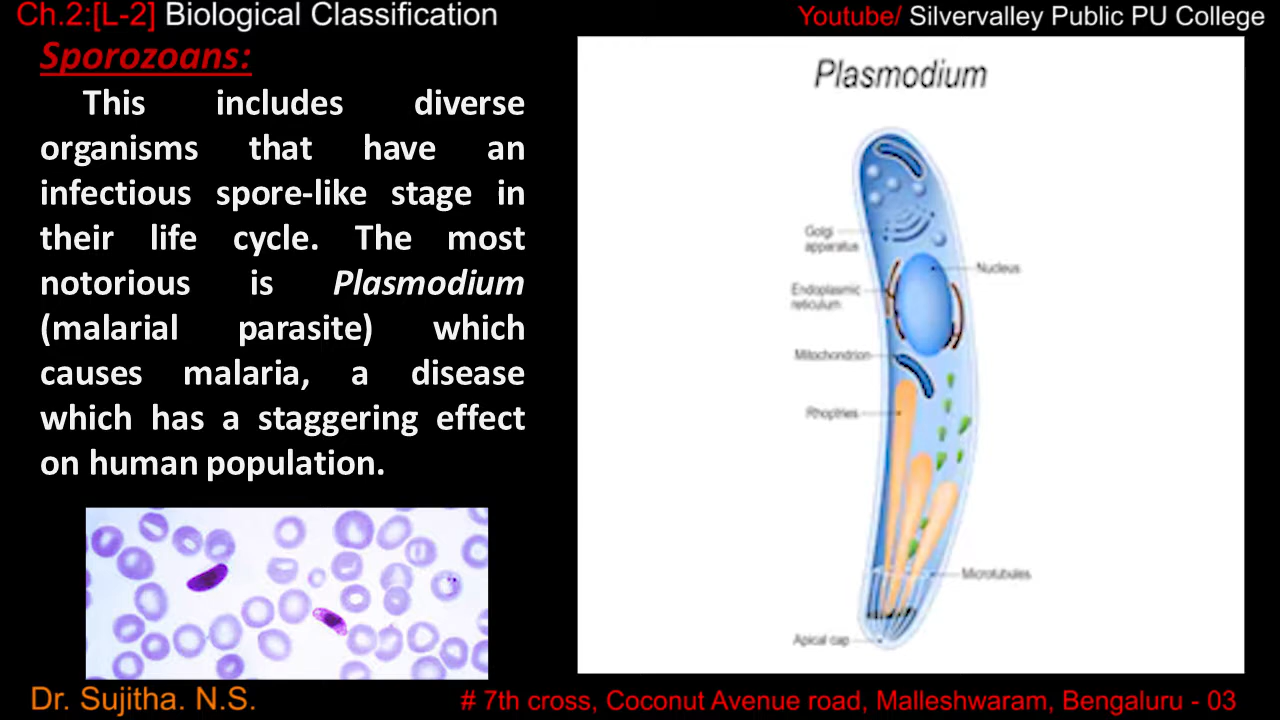 Ch.2:[L-2] Biological Classification
Youtube/ Silvervalley Public PU College
Sporozoans:
This includes diverse
organisms that have an
infectious spore-like stage in
their life cycle. The most
notorious is Plasmodium
(malarial parasite) which
causes malaria, a disease
which has a staggering effect
on human population.
Plasmodium
Golgi
apparatus
Nucleus
Endoplasmic
reticulum
Mitochondrion
Rhoptries
Microtubules
Apical cap
Dr. Sujitha. N.S.
# 7th cross, Coconut Avenue road, Malleshwaram, Bengaluru - 03